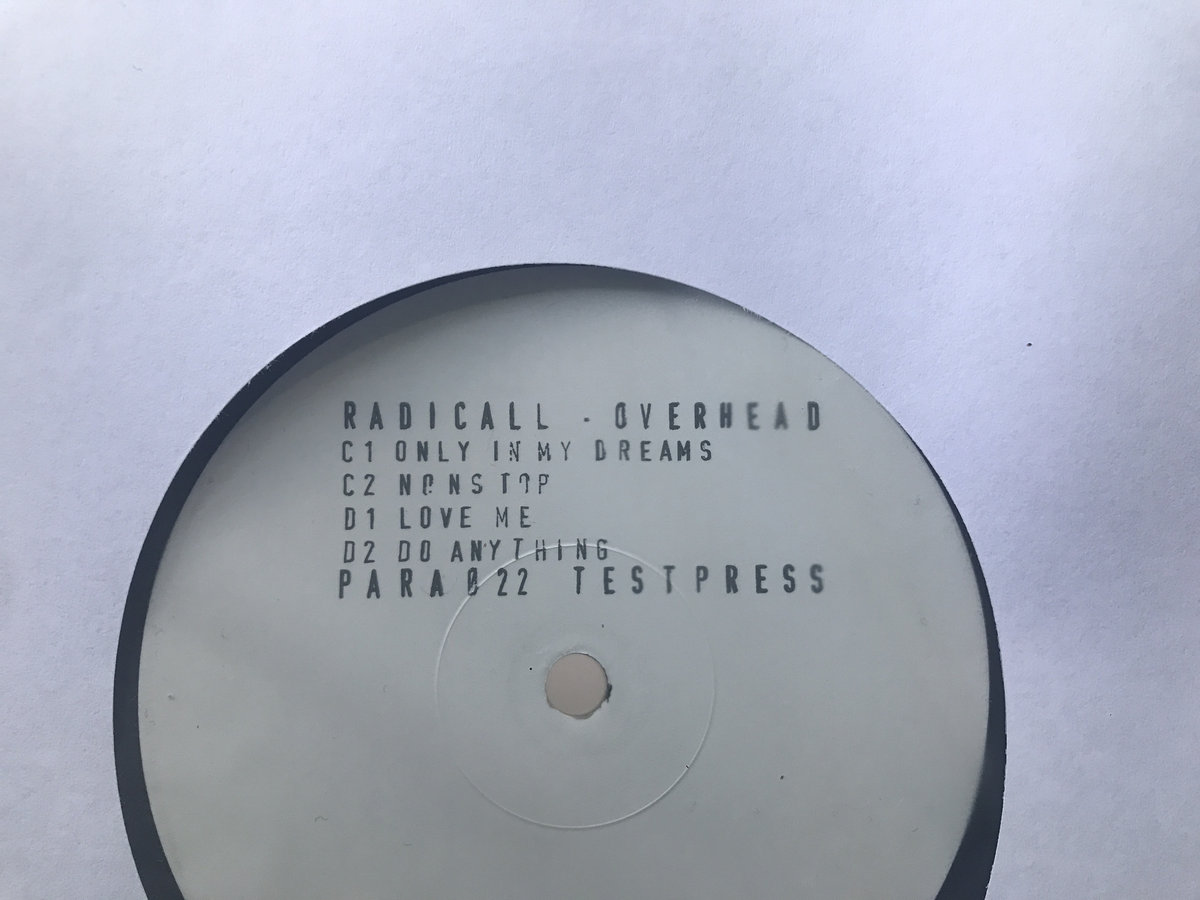 RADICALL - OVERHEAD
C1 ONLY IN MY DREAMS
C2 NONSTOP
D1 LOVE ME
D2 DO ANYTHING
PARA022 TESTPRESS